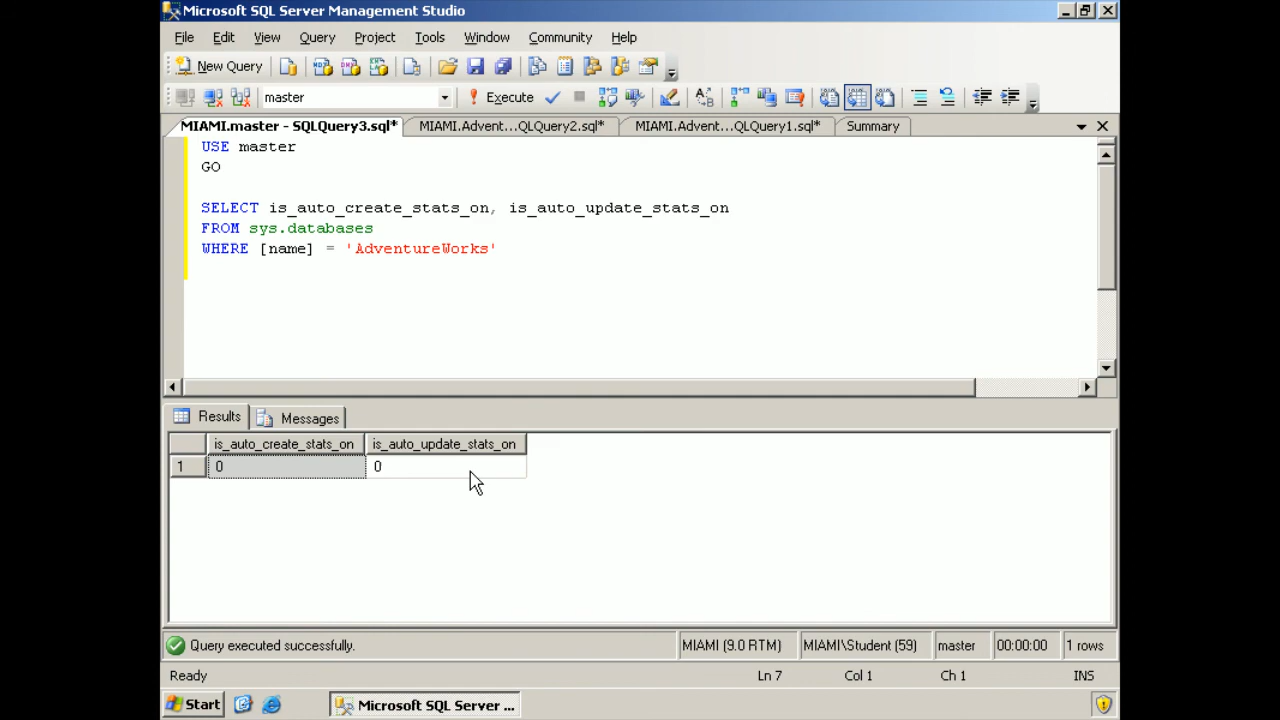 Microsoft SQL Server Management Studio
File Edit View Query Project Tools Window Community Help
New Query
master Execute
MIAMI.master - SQLQuery3.sql* MIAMI.Advent...QLQuery2.sql* MIAMI.Advent...QLQuery1.sql* Summary
USE master
GO
SELECT is_auto_create_stats_on, is_auto_update_stats_on
FROM sys.databases
WHERE [name] = 'AdventureWorks'
Results Messages
is_auto_create_stats_on is_auto_update_stats_on
1 0 0
Query executed successfully. MIAMI (9.0 RTM) MIAMI\Student (59) master 00:00:00 1 rows
Ready Ln 7 Col 1 Ch 1 INS
Start Microsoft SQL Server ...